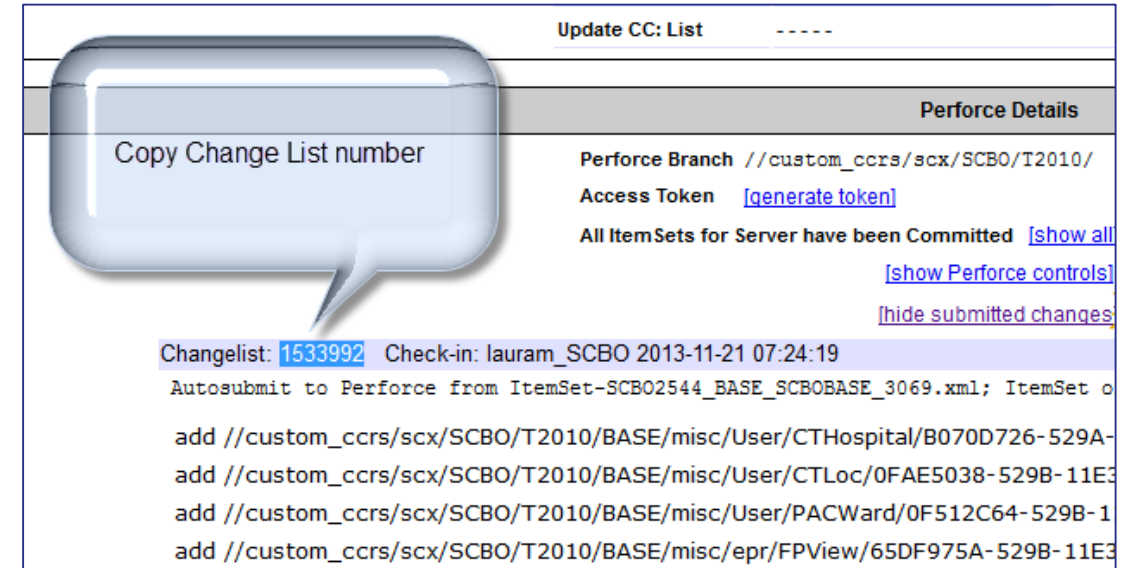 Update CC: List -----
Perforce Details
Copy Change List number
Perforce Branch //custom_ccrs/scx/SCBO/T2010/
Access Token [generate token]
All ItemSets for Server have been Committed [show all]
[show Perforce controls]
[hide submitted changes]
Changelist: 1533992 Check-in: lauram_SCBO 2013-11-21 07:24:19
Autosubmit to Perforce from ItemSet-SCBO2544_BASE_SCBOBASE_3069.xml; ItemSet o
add //custom_ccrs/scx/SCBO/T2010/BASE/misc/User/CTHospital/B070D726-529A-
add //custom_ccrs/scx/SCBO/T2010/BASE/misc/User/CTLoc/0FAE5038-529B-11E3
add //custom_ccrs/scx/SCBO/T2010/BASE/misc/User/PACWard/0F512C64-529B-1
add //custom_ccrs/scx/SCBO/T2010/BASE/misc/epr/FPView/65DF975A-529B-11E3